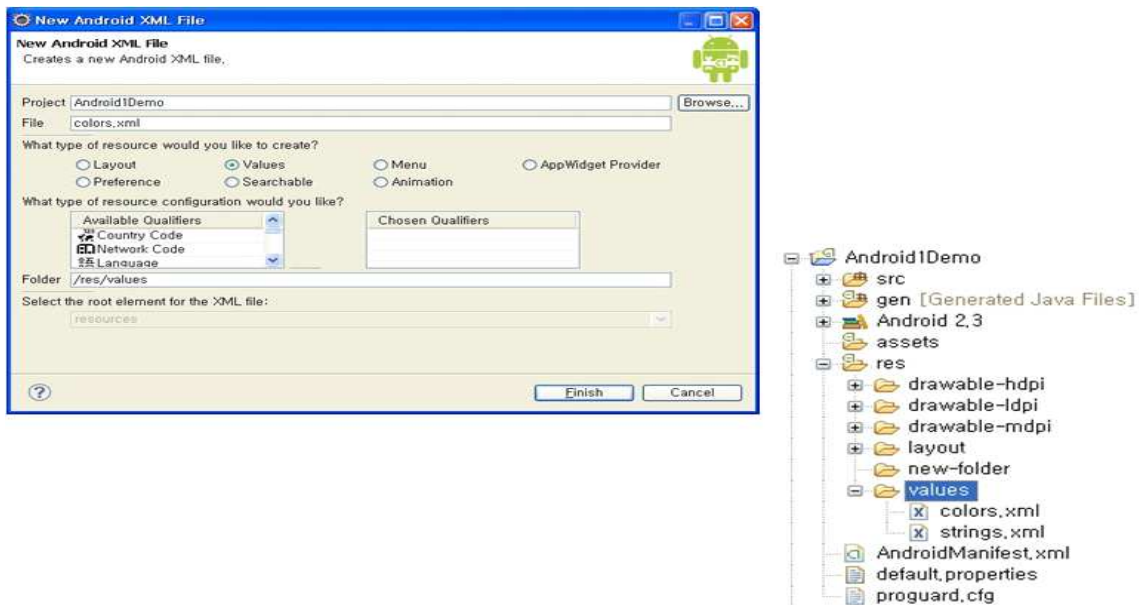 New Android XML File
New Android XML File
Creates a new Android XML file.
Project Android1Demo Browse...
File colors.xml
What type of resource would you like to create?
Layout Values Menu AppWidget Provider
Preference Searchable Animation
What type of resource configuration would you like?
Available Qualifiers Chosen Qualifiers
Country Code
Network Code
Language
Folder /res/values
Select the root element for the XML file:
resources
Finish Cancel
Android1Demo
src
gen [Generated Java Files]
Android 2.3
assets
res
drawable-hdpi
drawable-ldpi
drawable-mdpi
layout
new-folder
values
colors.xml
strings.xml
AndroidManifest.xml
default.properties
proguard.cfg